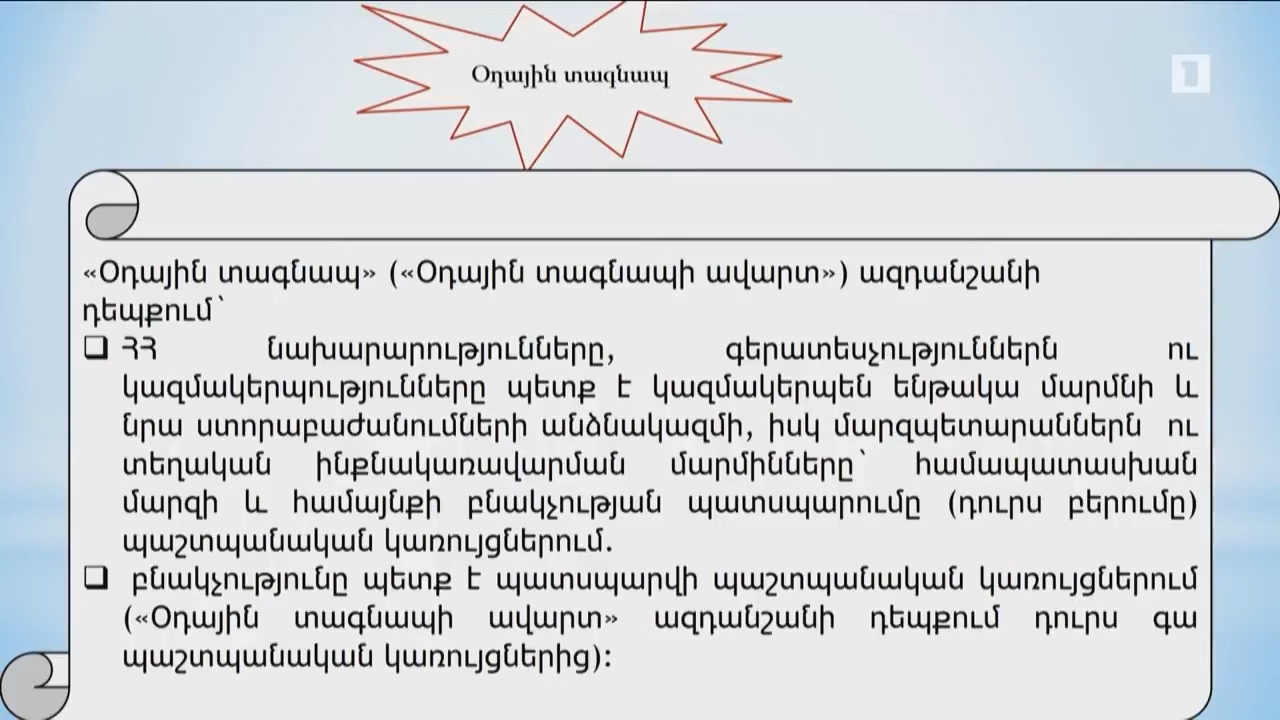 Օդային տագնապ
1
«Օդային տագնապ» («Օդային տագնապի ավարտ») ազդանշանի
դեպքում՝
❑ ՀՀ նախարարությունները, գերատեսչություններն ու
կազմակերպությունները պետք է կազմակերպեն ենթակա մարմնի և
նրա ստորաբաժանումների անձնակազմի, իսկ մարզպետարաններն ու
տեղական ինքնակառավարման մարմինները՝ համապատասխան
մարզի և համայնքի բնակչության պատսպարումը (դուրս բերումը)
պաշտպանական կառույցներում.
❑ բնակչությունը պետք է պատսպարվի պաշտպանական կառույցներում
(«Օդային տագնապի ավարտ» ազդանշանի դեպքում դուրս գա
պաշտպանական կառույցներից):